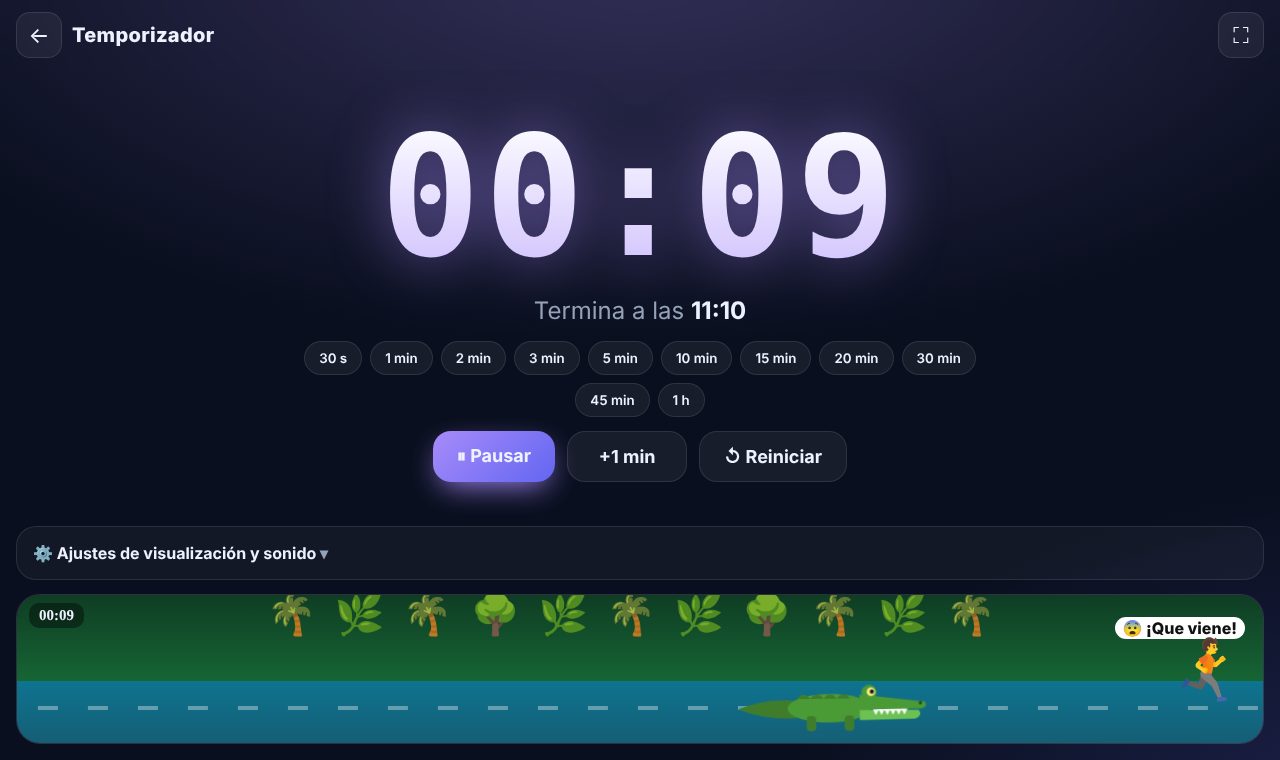 Temporizador
00:09
Termina a las 11:10
30 s 1 min 2 min 3 min 5 min 10 min 15 min 20 min 30 min
45 min 1 h
Pausar +1 min Reiniciar
Ajustes de visualización y sonido
00:09
¡Que viene!